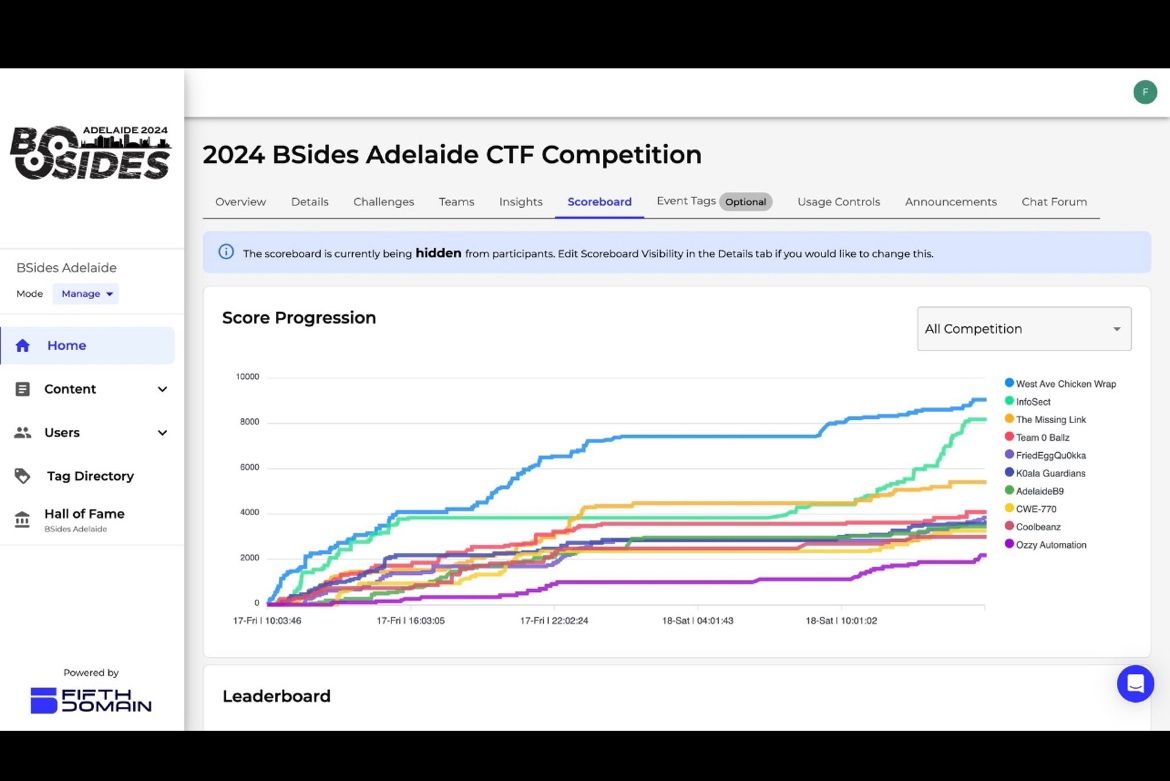 ADELAIDE 2024
BSIDES
F
2024 BSides Adelaide CTF Competition
Overview Details Challenges Teams Insights Scoreboard Event Tags Optional Usage Controls Announcements Chat Forum
The scoreboard is currently being hidden from participants. Edit Scoreboard Visibility in the Details tab if you would like to change this.
BSides Adelaide
Mode Manage
Home
Content
Users
Tag Directory
Hall of Fame
BSides Adelaide
Powered by
FIFTH
DOMAIN
Score Progression
All Competition
10000
8000
6000
4000
2000
0
17-Fri | 10:03:46 17-Fri | 16:03:05 17-Fri | 22:02:24 18-Sat | 04:01:43 18-Sat | 10:01:02
West Ave Chicken Wrap
InfoSect
The Missing Link
Team 0 Ballz
FriedEggQu0kka
K0ala Guardians
AdelaideB9
CWE-770
Coolbeanz
Ozzy Automation
Leaderboard